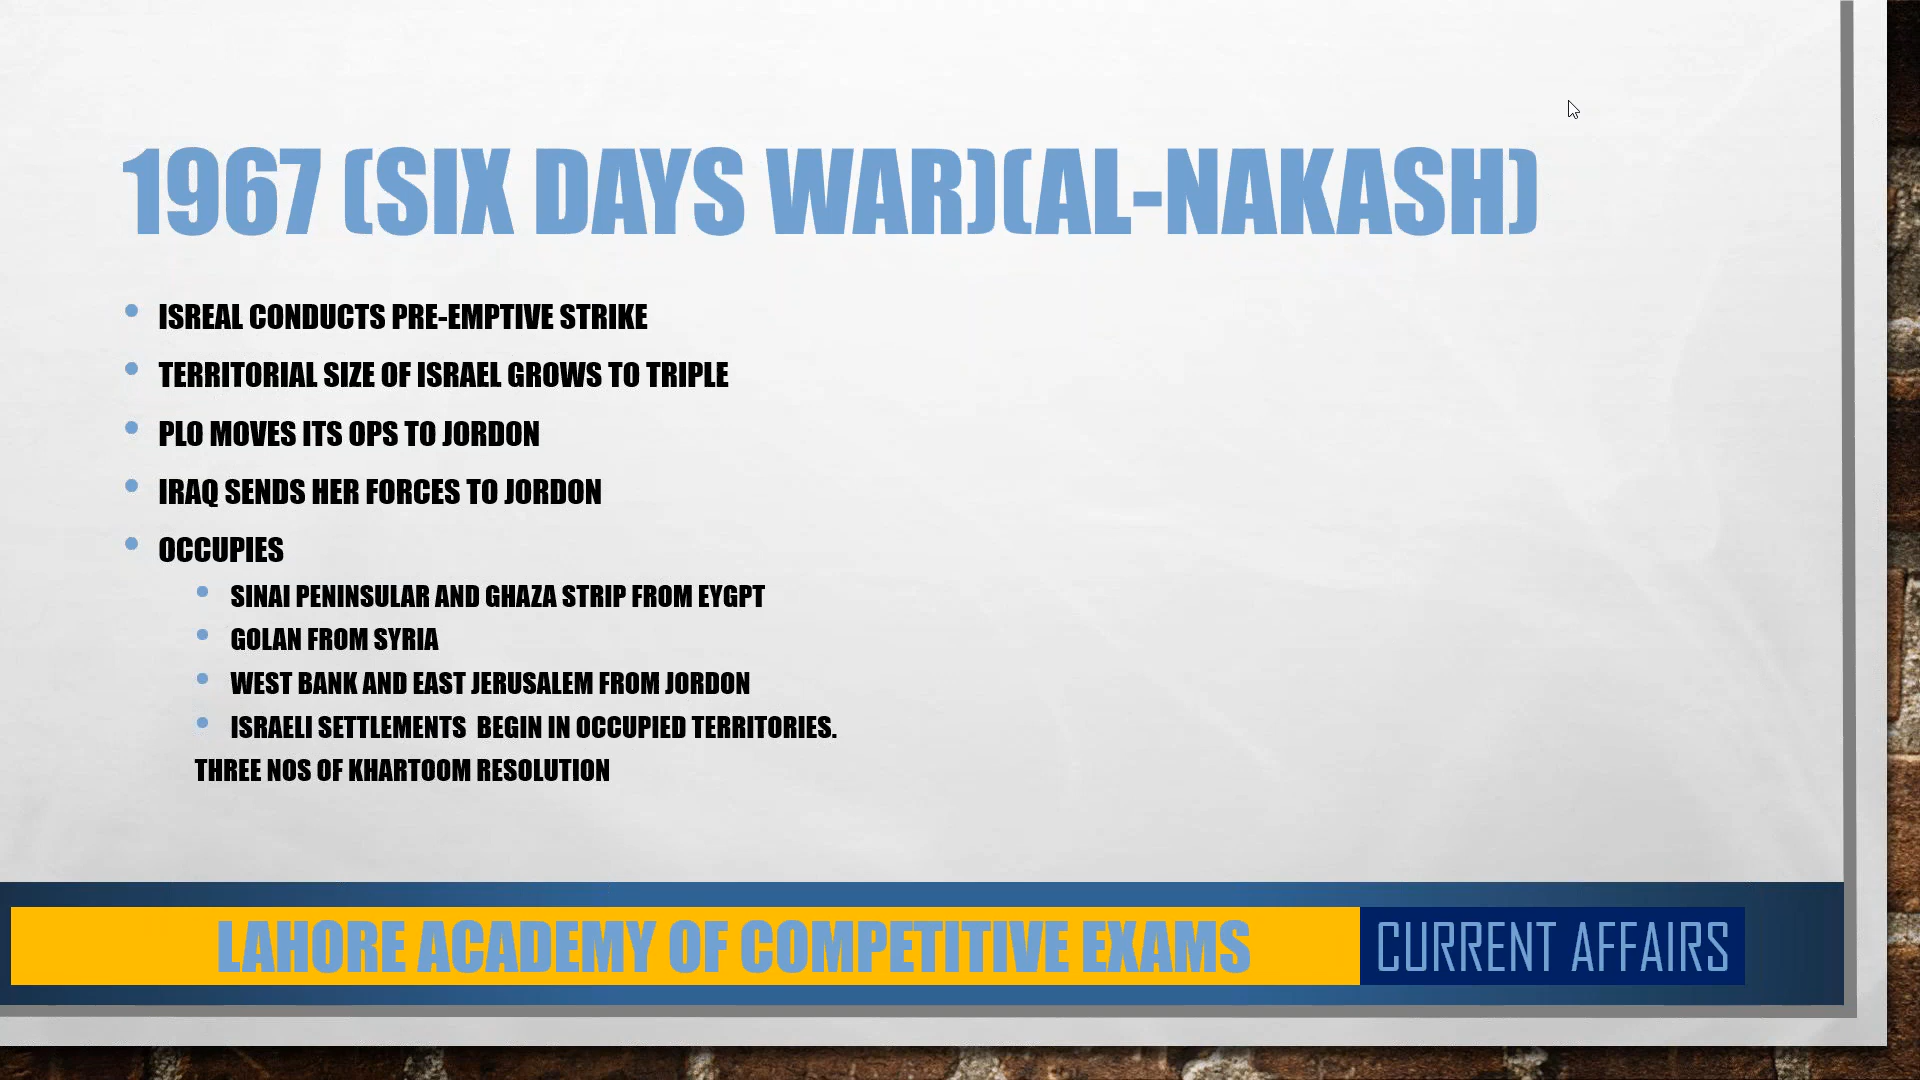 1967 (SIX DAYS WAR)(AL-NAKASH)
ISREAL CONDUCTS PRE-EMPTIVE STRIKE
TERRITORIAL SIZE OF ISRAEL GROWS TO TRIPLE
PLO MOVES ITS OPS TO JORDON
IRAQ SENDS HER FORCES TO JORDON
OCCUPIES
SINAI PENINSULAR AND GHAZA STRIP FROM EYGPT
GOLAN FROM SYRIA
WEST BANK AND EAST JERUSALEM FROM JORDON
ISRAELI SETTLEMENTS  BEGIN IN OCCUPIED TERRITORIES.
THREE NOS OF KHARTOOM RESOLUTION
LAHORE ACADEMY OF COMPETITIVE EXAMS
CURRENT AFFAIRS